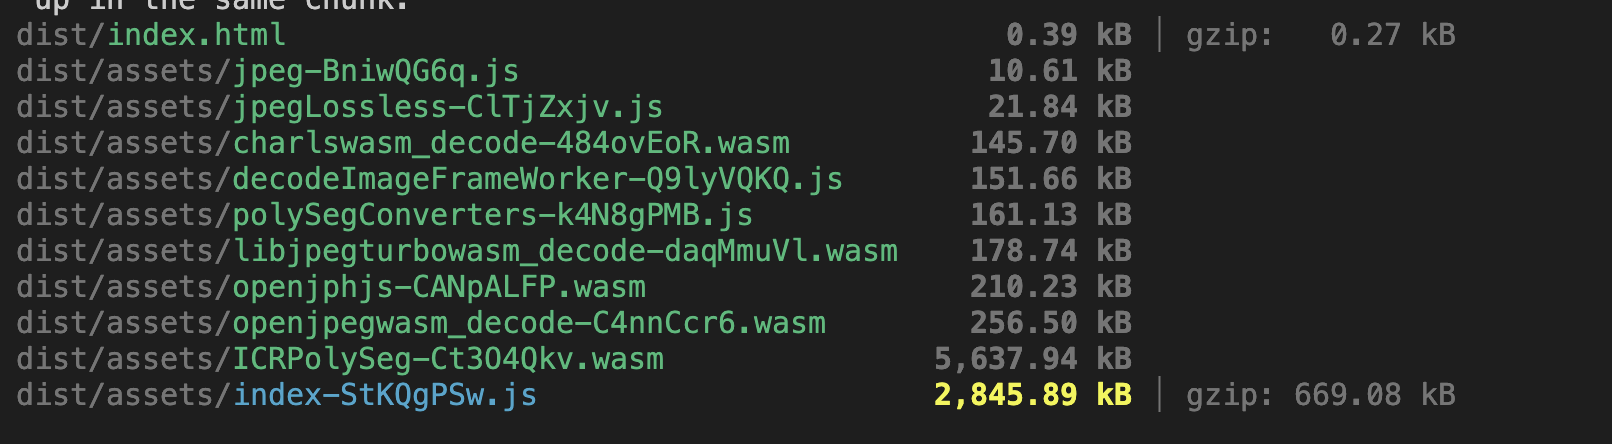 up in the same chunk.
dist/index.html 0.39 kB │ gzip: 0.27 kB
dist/assets/jpeg-BniwQG6q.js 10.61 kB
dist/assets/jpegLossless-ClTjZxjv.js 21.84 kB
dist/assets/charlswasm_decode-484ovEoR.wasm 145.70 kB
dist/assets/decodeImageFrameWorker-Q9lyVQKQ.js 151.66 kB
dist/assets/polySegConverters-k4N8gPMB.js 161.13 kB
dist/assets/libjpegturbowasm_decode-daqMmuVl.wasm 178.74 kB
dist/assets/openjphjs-CANpALFP.wasm 210.23 kB
dist/assets/openjpegwasm_decode-C4nnCcr6.wasm 256.50 kB
dist/assets/ICRPolySeg-Ct3O4Qkv.wasm 5,637.94 kB
dist/assets/index-StKQgPSw.js 2,845.89 kB │ gzip: 669.08 kB